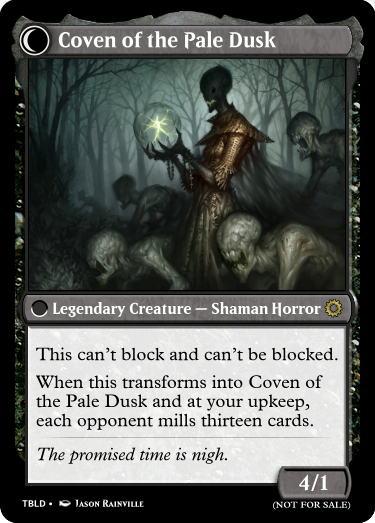 Coven of the Pale Dusk
Legendary Creature — Shaman Horror
This can't block and can't be blocked.
When this transforms into Coven of
the Pale Dusk and at your upkeep,
each opponent mills thirteen cards.
The promised time is nigh.
4/1
TBLD • Jason Rainville
(NOT FOR SALE)